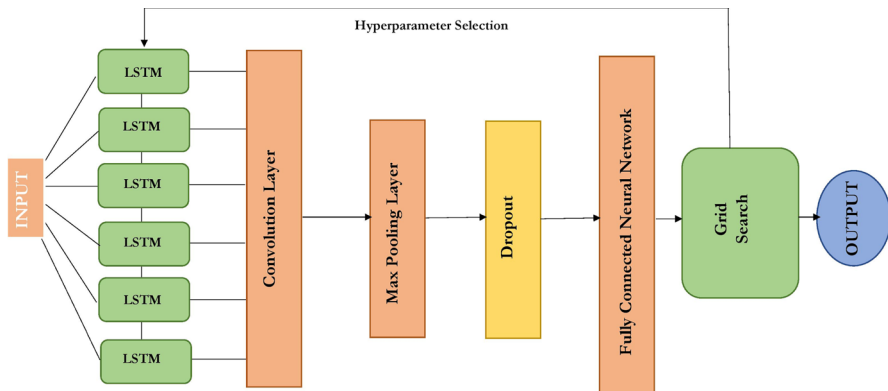 Hyperparameter Selection
INPUT
LSTM
LSTM
LSTM
LSTM
LSTM
LSTM
Convolution Layer
Max Pooling Layer
Dropout
Fully Connected Neural Network
Grid
Search
OUTPUT